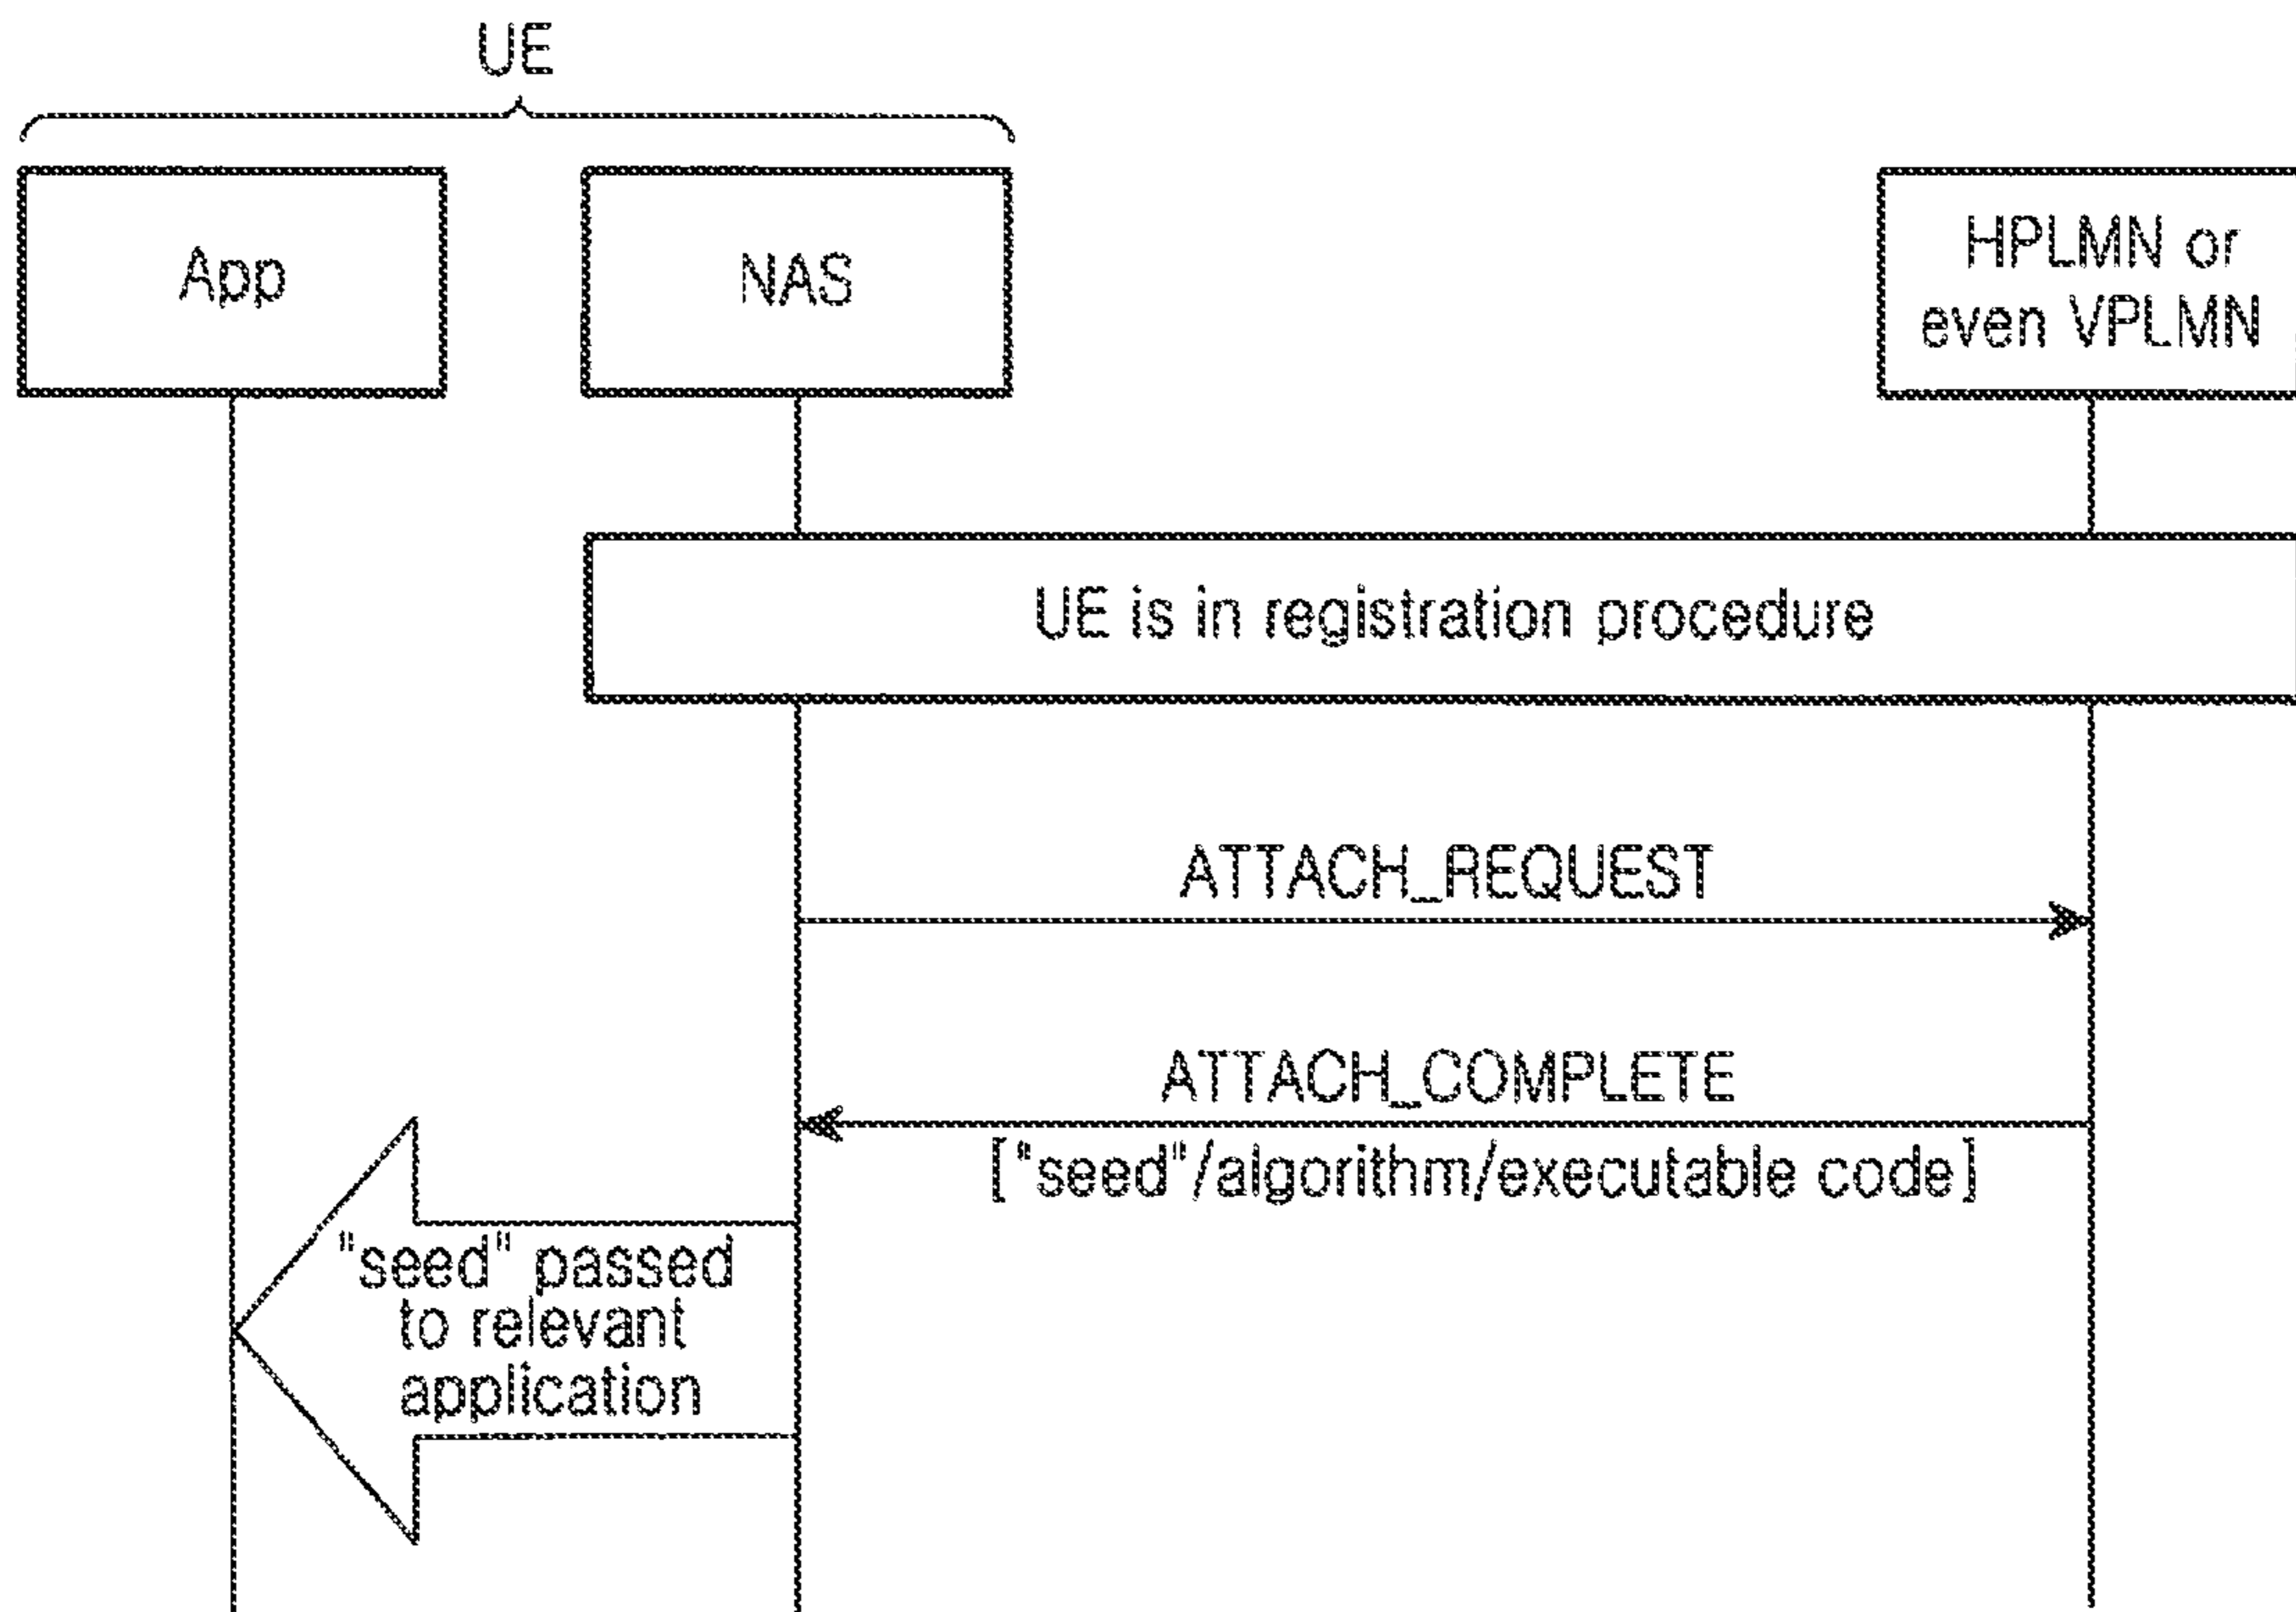 UE
App
NAS
HPLMN or
even VPLMN
UE is in registration procedure
ATTACH_REQUEST
ATTACH_COMPLETE
["seed"/algorithm/executable code]
"seed" passed
to relevant
application